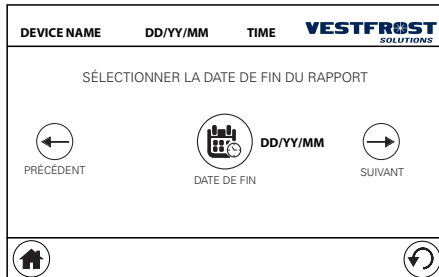 DEVICE NAME DD/YY/MM TIME VESTFROST
SOLUTIONS
SÉLECTIONNER LA DATE DE FIN DU RAPPORT
DD/YY/MM
PRÉCÉDENT DATE DE FIN SUIVANT